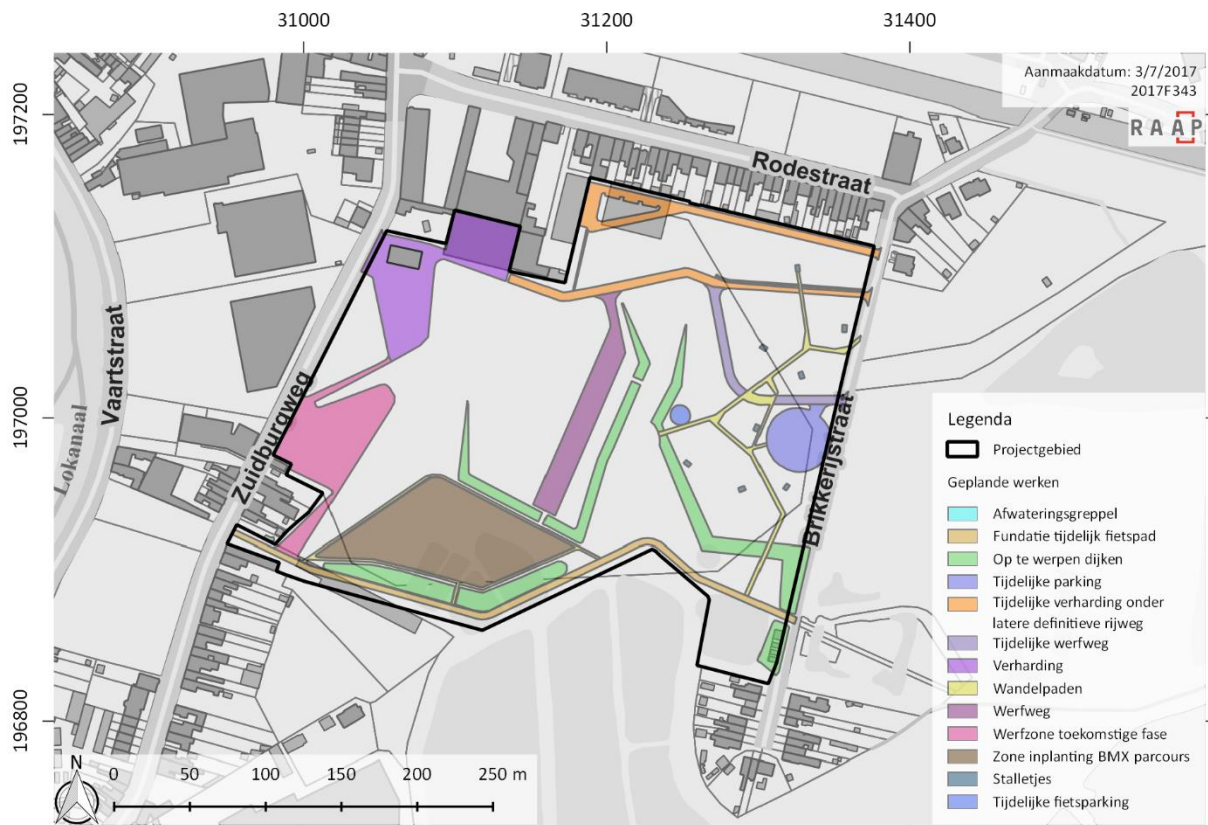 31000
31200
31400
Aanmaakdatum: 3/7/2017
2017F343
RAAP
197200
197000
196800
Rodestraat
Vaartstraat
Lokanaal
Zuidburgweg
Brikkerijstraat
Legenda
Projectgebied
Geplande werken
Afwateringsgreppel
Fundatie tijdelijk fietspad
Op te werpen dijken
Tijdelijke parking
Tijdelijke verharding onder
latere definitieve rijweg
Tijdelijke werfweg
Verharding
Wandelpaden
Werfweg
Werfzone toekomstige fase
Zone inplanting BMX parcours
Stalletjes
Tijdelijke fietsparking
N
0 50 100 150 200 250 m